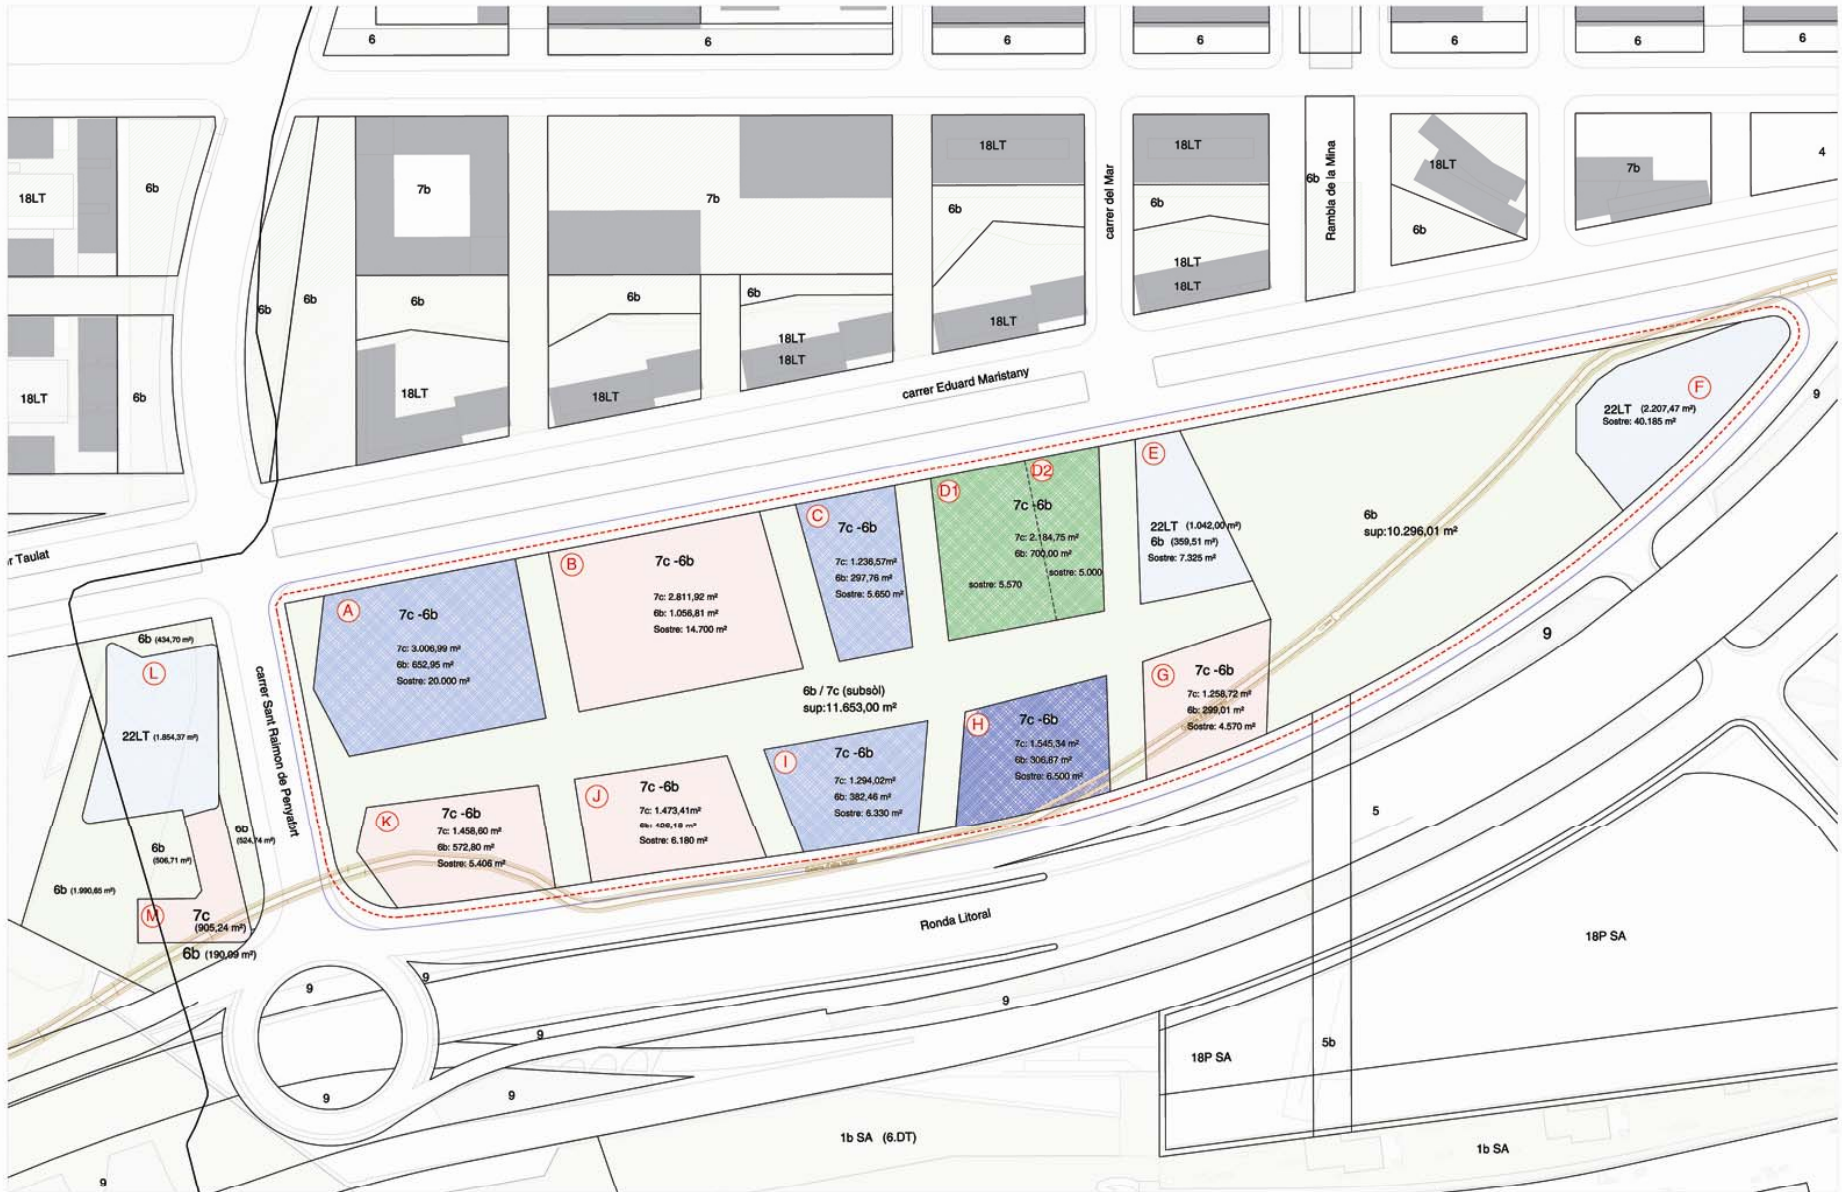 6
6
6
6
6
6
6
18LT
6b
7b
7b
18LT
6b
carrer del Mar
18LT
6b
18LT
18LT
6b
Rambla de la Mina
18LT
6b
7b
4
6b
6b
6b
6b
6b
18LT
18LT
18LT
18LT
18LT
18LT
6b
18LT
carrer Eduard Maristany
r Taulat
carrer Sant Raimon de Penyafort
A
7c -6b
7c: 3.006,99 m²
6b: 652,95 m²
Sostre: 20.000 m²
B
7c -6b
7c: 2.811,92 m²
6b: 1.056,81 m²
Sostre: 14.700 m²
C
7c -6b
7c: 1.236,57m²
6b: 297,76 m²
Sostre: 5.650 m²
D1
D2
7c -6b
7c: 2.184,75 m²
6b: 700,00 m²
sostre: 5.570
sostre: 5.000
E
22LT (1.042,00 m²)
6b (359,51 m²)
Sostre: 7.325 m²
6b
sup:10.296,01 m²
F
22LT (2.207,47 m²)
Sostre: 40.185 m²
9
6b / 7c (subsòl)
sup:11.653,00 m²
G
7c -6b
7c: 1.258,72 m²
6b: 299,01 m²
Sostre: 4.570 m²
H
7c -6b
7c: 1.545,34 m²
6b: 306,87 m²
Sostre: 6.500 m²
I
7c -6b
7c: 1.294,02m²
6b: 382,46 m²
Sostre: 6.330 m²
J
7c -6b
7c: 1.473,41m²
Sostre: 6.180 m²
K
7c -6b
7c: 1.458,60 m²
6b: 572,80 m²
Sostre: 5.406 m²
6b (434,70 m²)
L
22LT (1.854,37 m²)
6b
(524,74 m²)
6b
(506,71 m²)
6b (1.990,65 m²)
M
7c
(905,24 m²)
6b (190,09 m²)
9
5
Ronda Litoral
9
9
9
9
9
9
9
18P SA
18P SA
5b
1b SA (6.DT)
1b SA